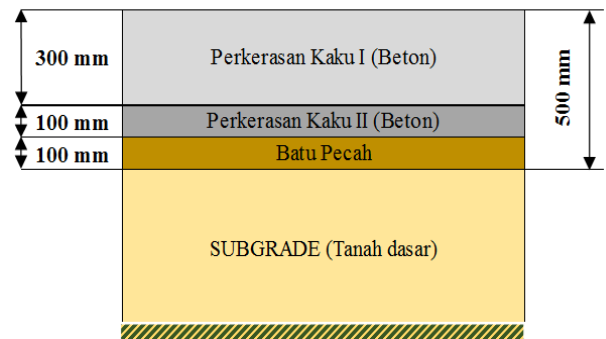 300 mm
Perkerasan Kaku I (Beton)
500 mm
100 mm
Perkerasan Kaku II (Beton)
100 mm
Batu Pecah
SUBGRADE (Tanah dasar)